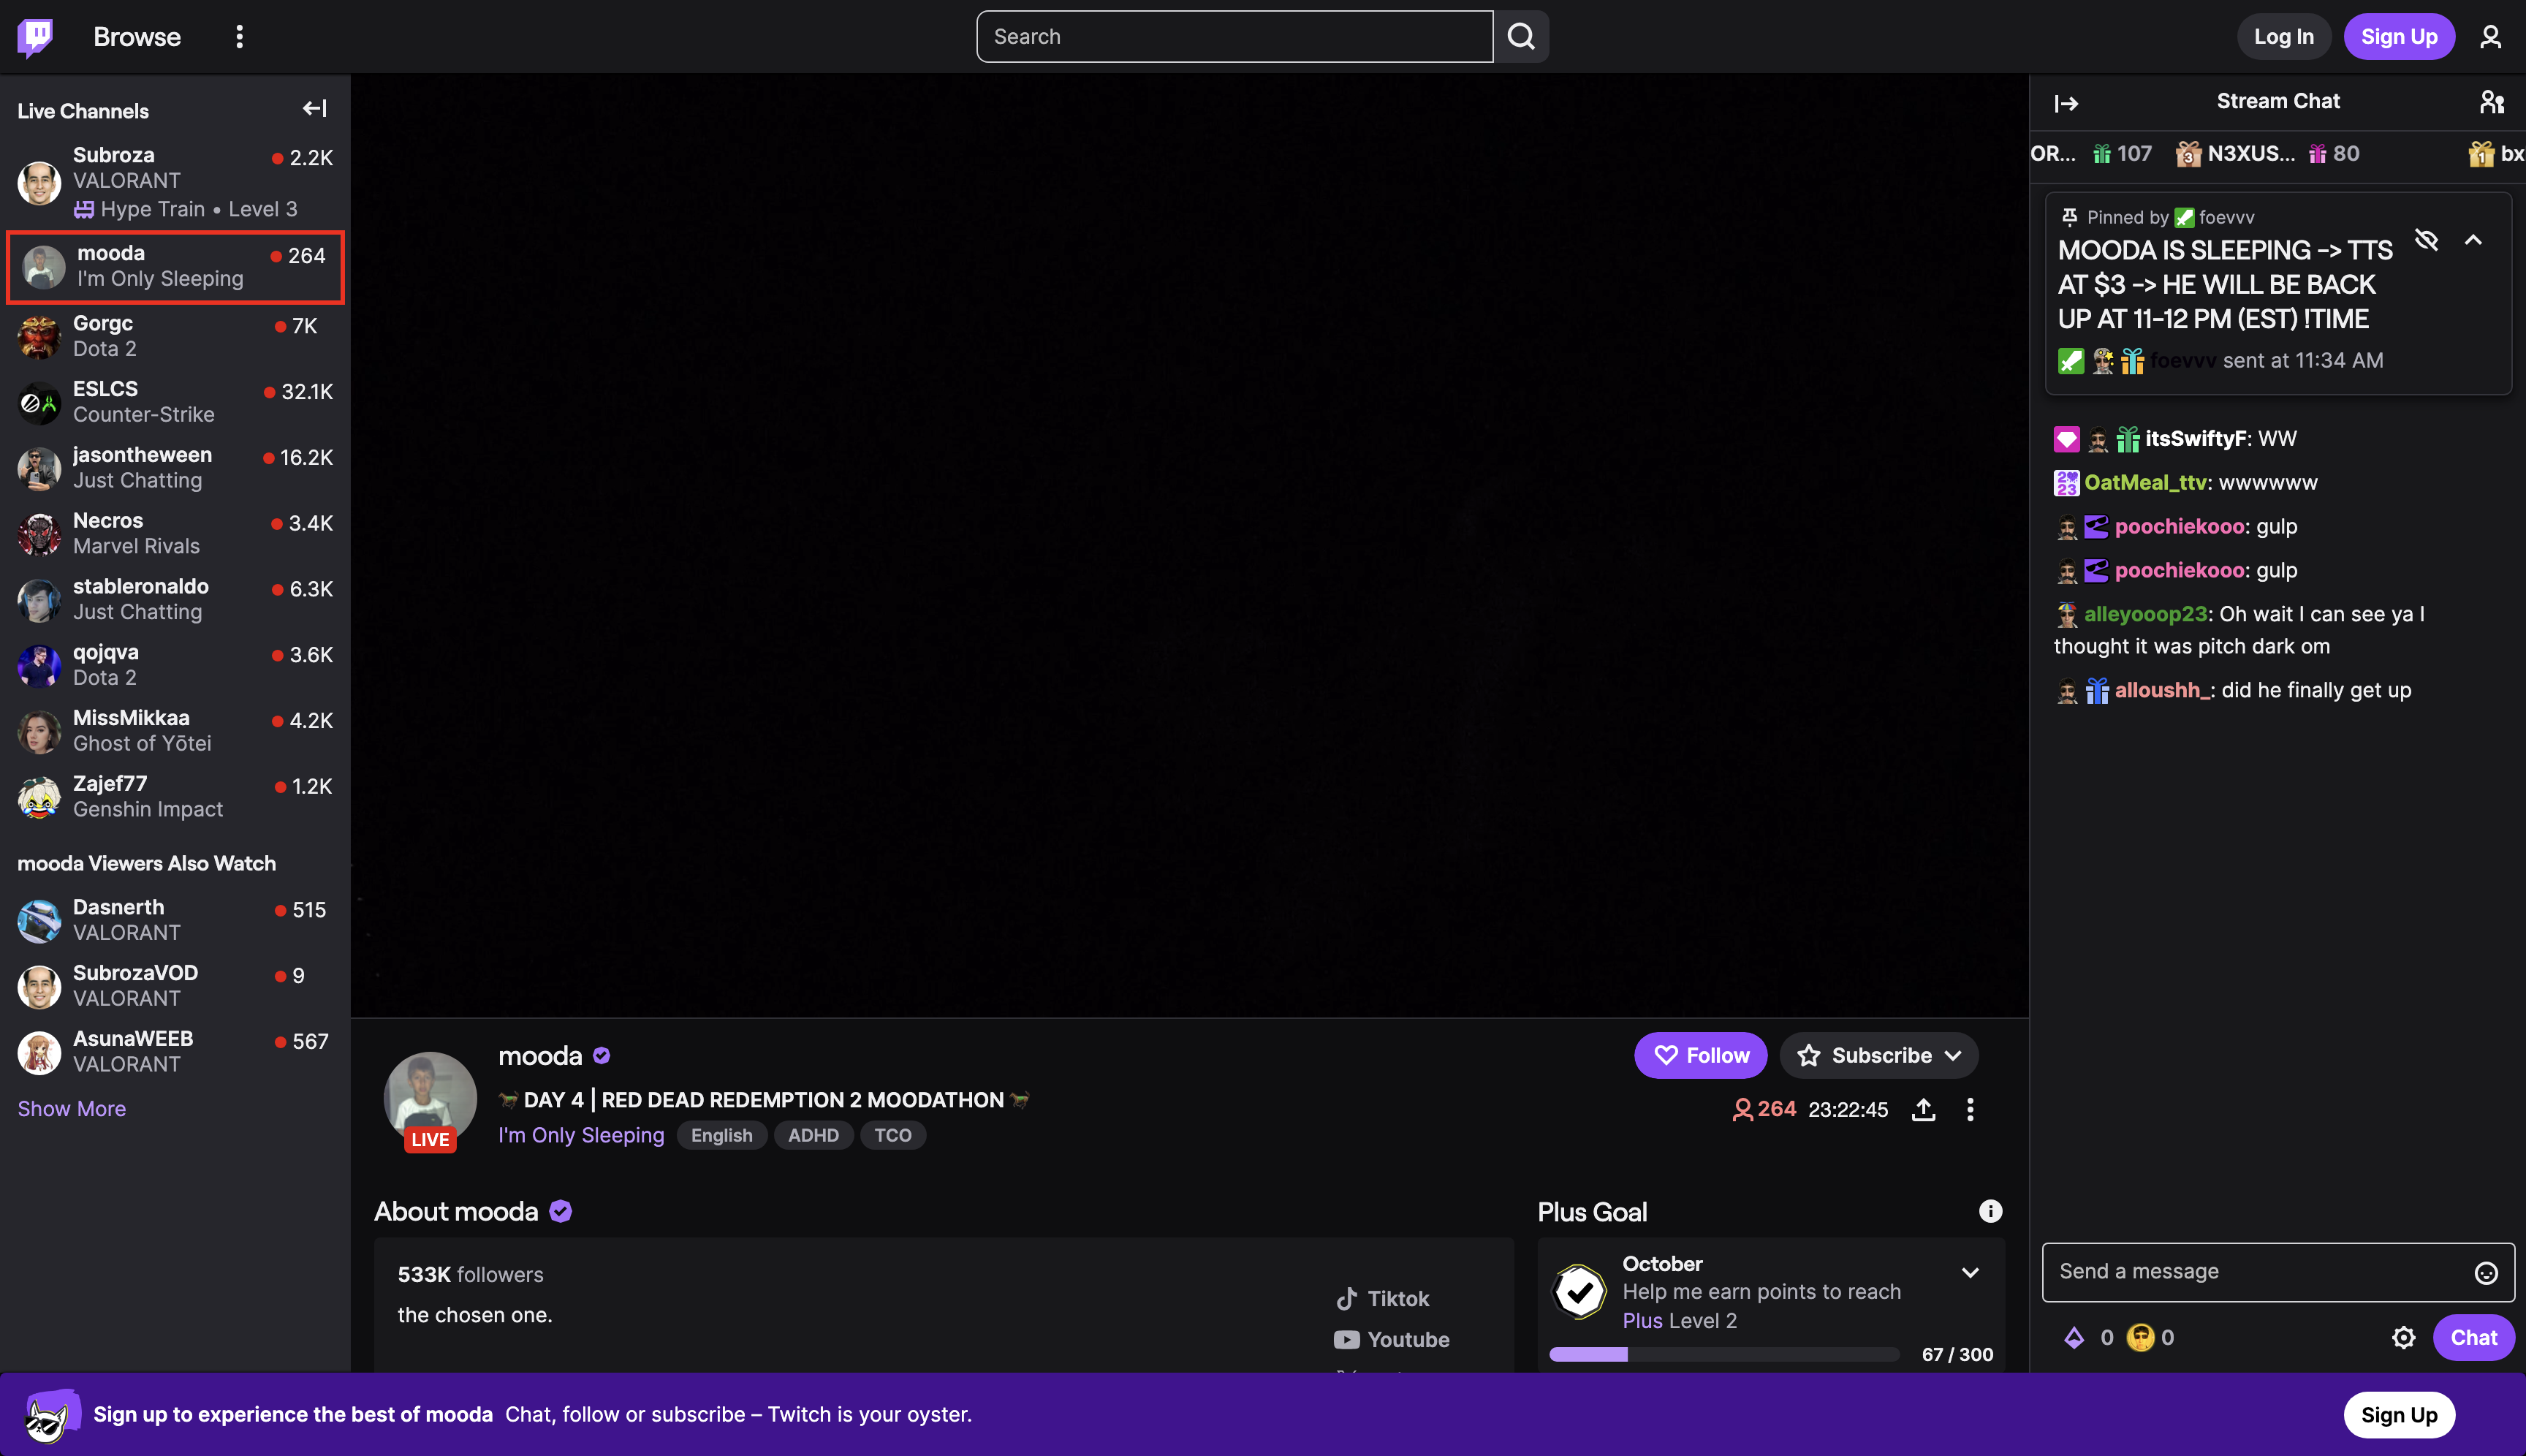 Browse
Search
Log In
Sign Up
Live Channels
Subroza
2.2K
VALORANT
Hype Train • Level 3
mooda
264
I'm Only Sleeping
Gorgc
7K
Dota 2
ESLCS
32.1K
Counter-Strike
jasontheween
16.2K
Just Chatting
Necros
3.4K
Marvel Rivals
stableronaldo
6.3K
Just Chatting
qojqva
3.6K
Dota 2
MissMikkaa
4.2K
Ghost of Yōtei
Zajef77
1.2K
Genshin Impact
mooda Viewers Also Watch
Dasnerth
515
VALORANT
SubrozaVOD
9
VALORANT
AsunaWEEB
567
VALORANT
Show More
mooda
DAY 4 | RED DEAD REDEMPTION 2 MOODATHON
LIVE
I'm Only Sleeping
English
ADHD
TCO
Follow
Subscribe
264
23:22:45
About mooda
533K followers
the chosen one.
Tiktok
Youtube
Plus Goal
October
Help me earn points to reach
Plus Level 2
67 / 300
Stream Chat
OR... 107
3 N3XUS... 80
1 bx
Pinned by foevvv
MOODA IS SLEEPING -> TTS
AT $3 -> HE WILL BE BACK
UP AT 11-12 PM (EST) !TIME
foevvv sent at 11:34 AM
itsSwiftyF: WW
OatMeal_ttv: wwwwww
poochiekooo: gulp
poochiekooo: gulp
alleyooop23: Oh wait I can see ya I
thought it was pitch dark om
alloushh_: did he finally get up
Send a message
0
0
Chat
Sign up to experience the best of mooda Chat, follow or subscribe – Twitch is your oyster.
Sign Up